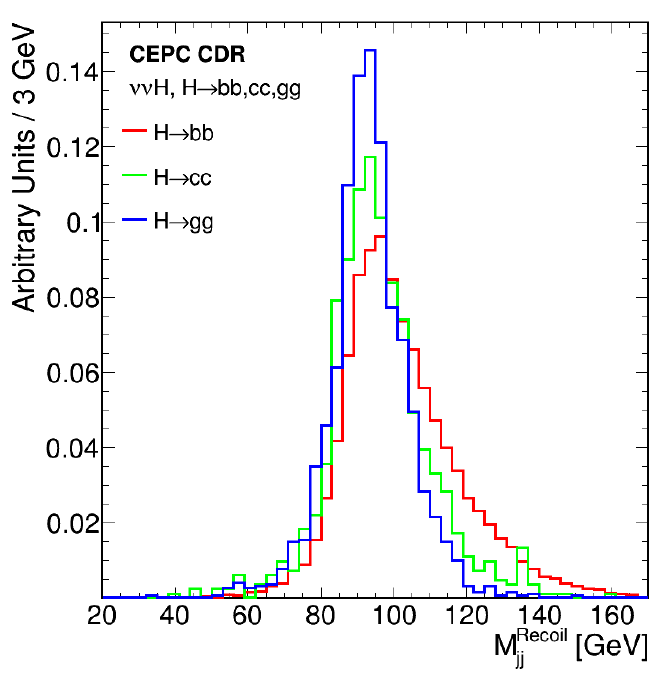 CEPC CDR
ννH, H→bb,cc,gg
H→bb
H→cc
H→gg
Arbitrary Units / 3 GeV
0.14
0.12
0.1
0.08
0.06
0.04
0.02
20 40 60 80 100 120 140 160
M_jj^Recoil [GeV]